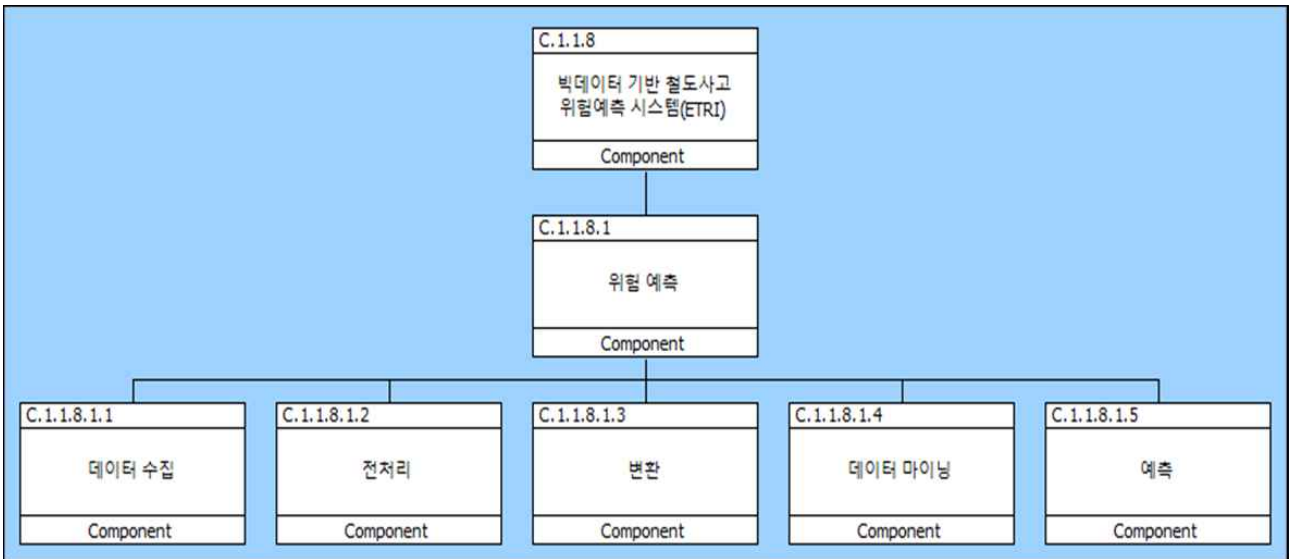 C.1.1.8
빅데이터 기반 철도사고
위험예측 시스템(ETRI)
Component
C.1.1.8.1
위험 예측
Component
C.1.1.8.1.1
데이터 수집
Component
C.1.1.8.1.2
전처리
Component
C.1.1.8.1.3
변환
Component
C.1.1.8.1.4
데이터 마이닝
Component
C.1.1.8.1.5
예측
Component